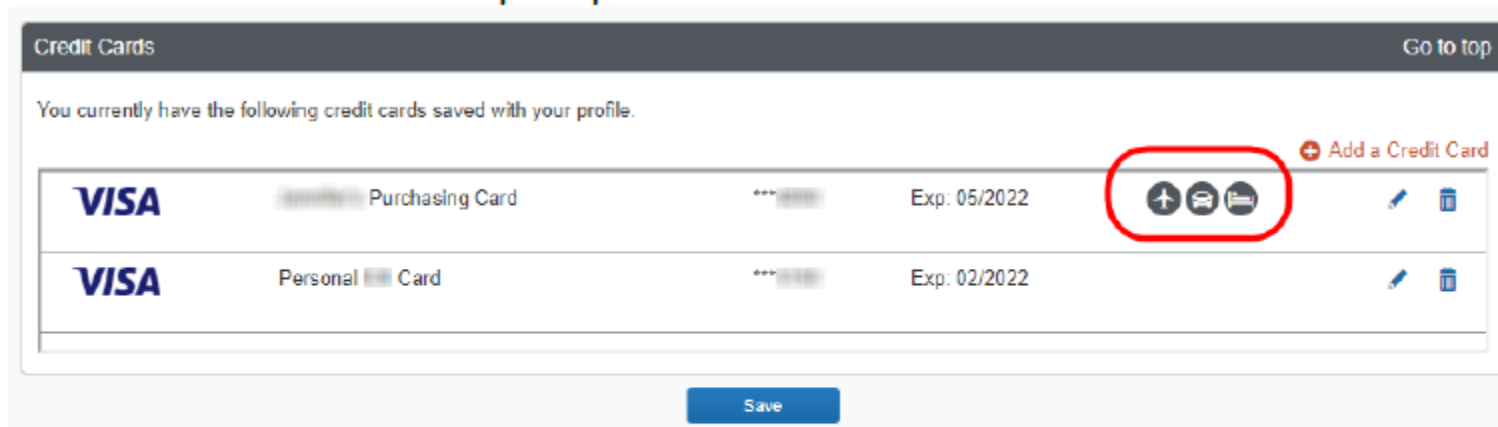 Credit Cards Go to top
You currently have the following credit cards saved with your profile.
Add a Credit Card
VISA Purchasing Card *** Exp: 05/2022
VISA Personal Card *** Exp: 02/2022
Save